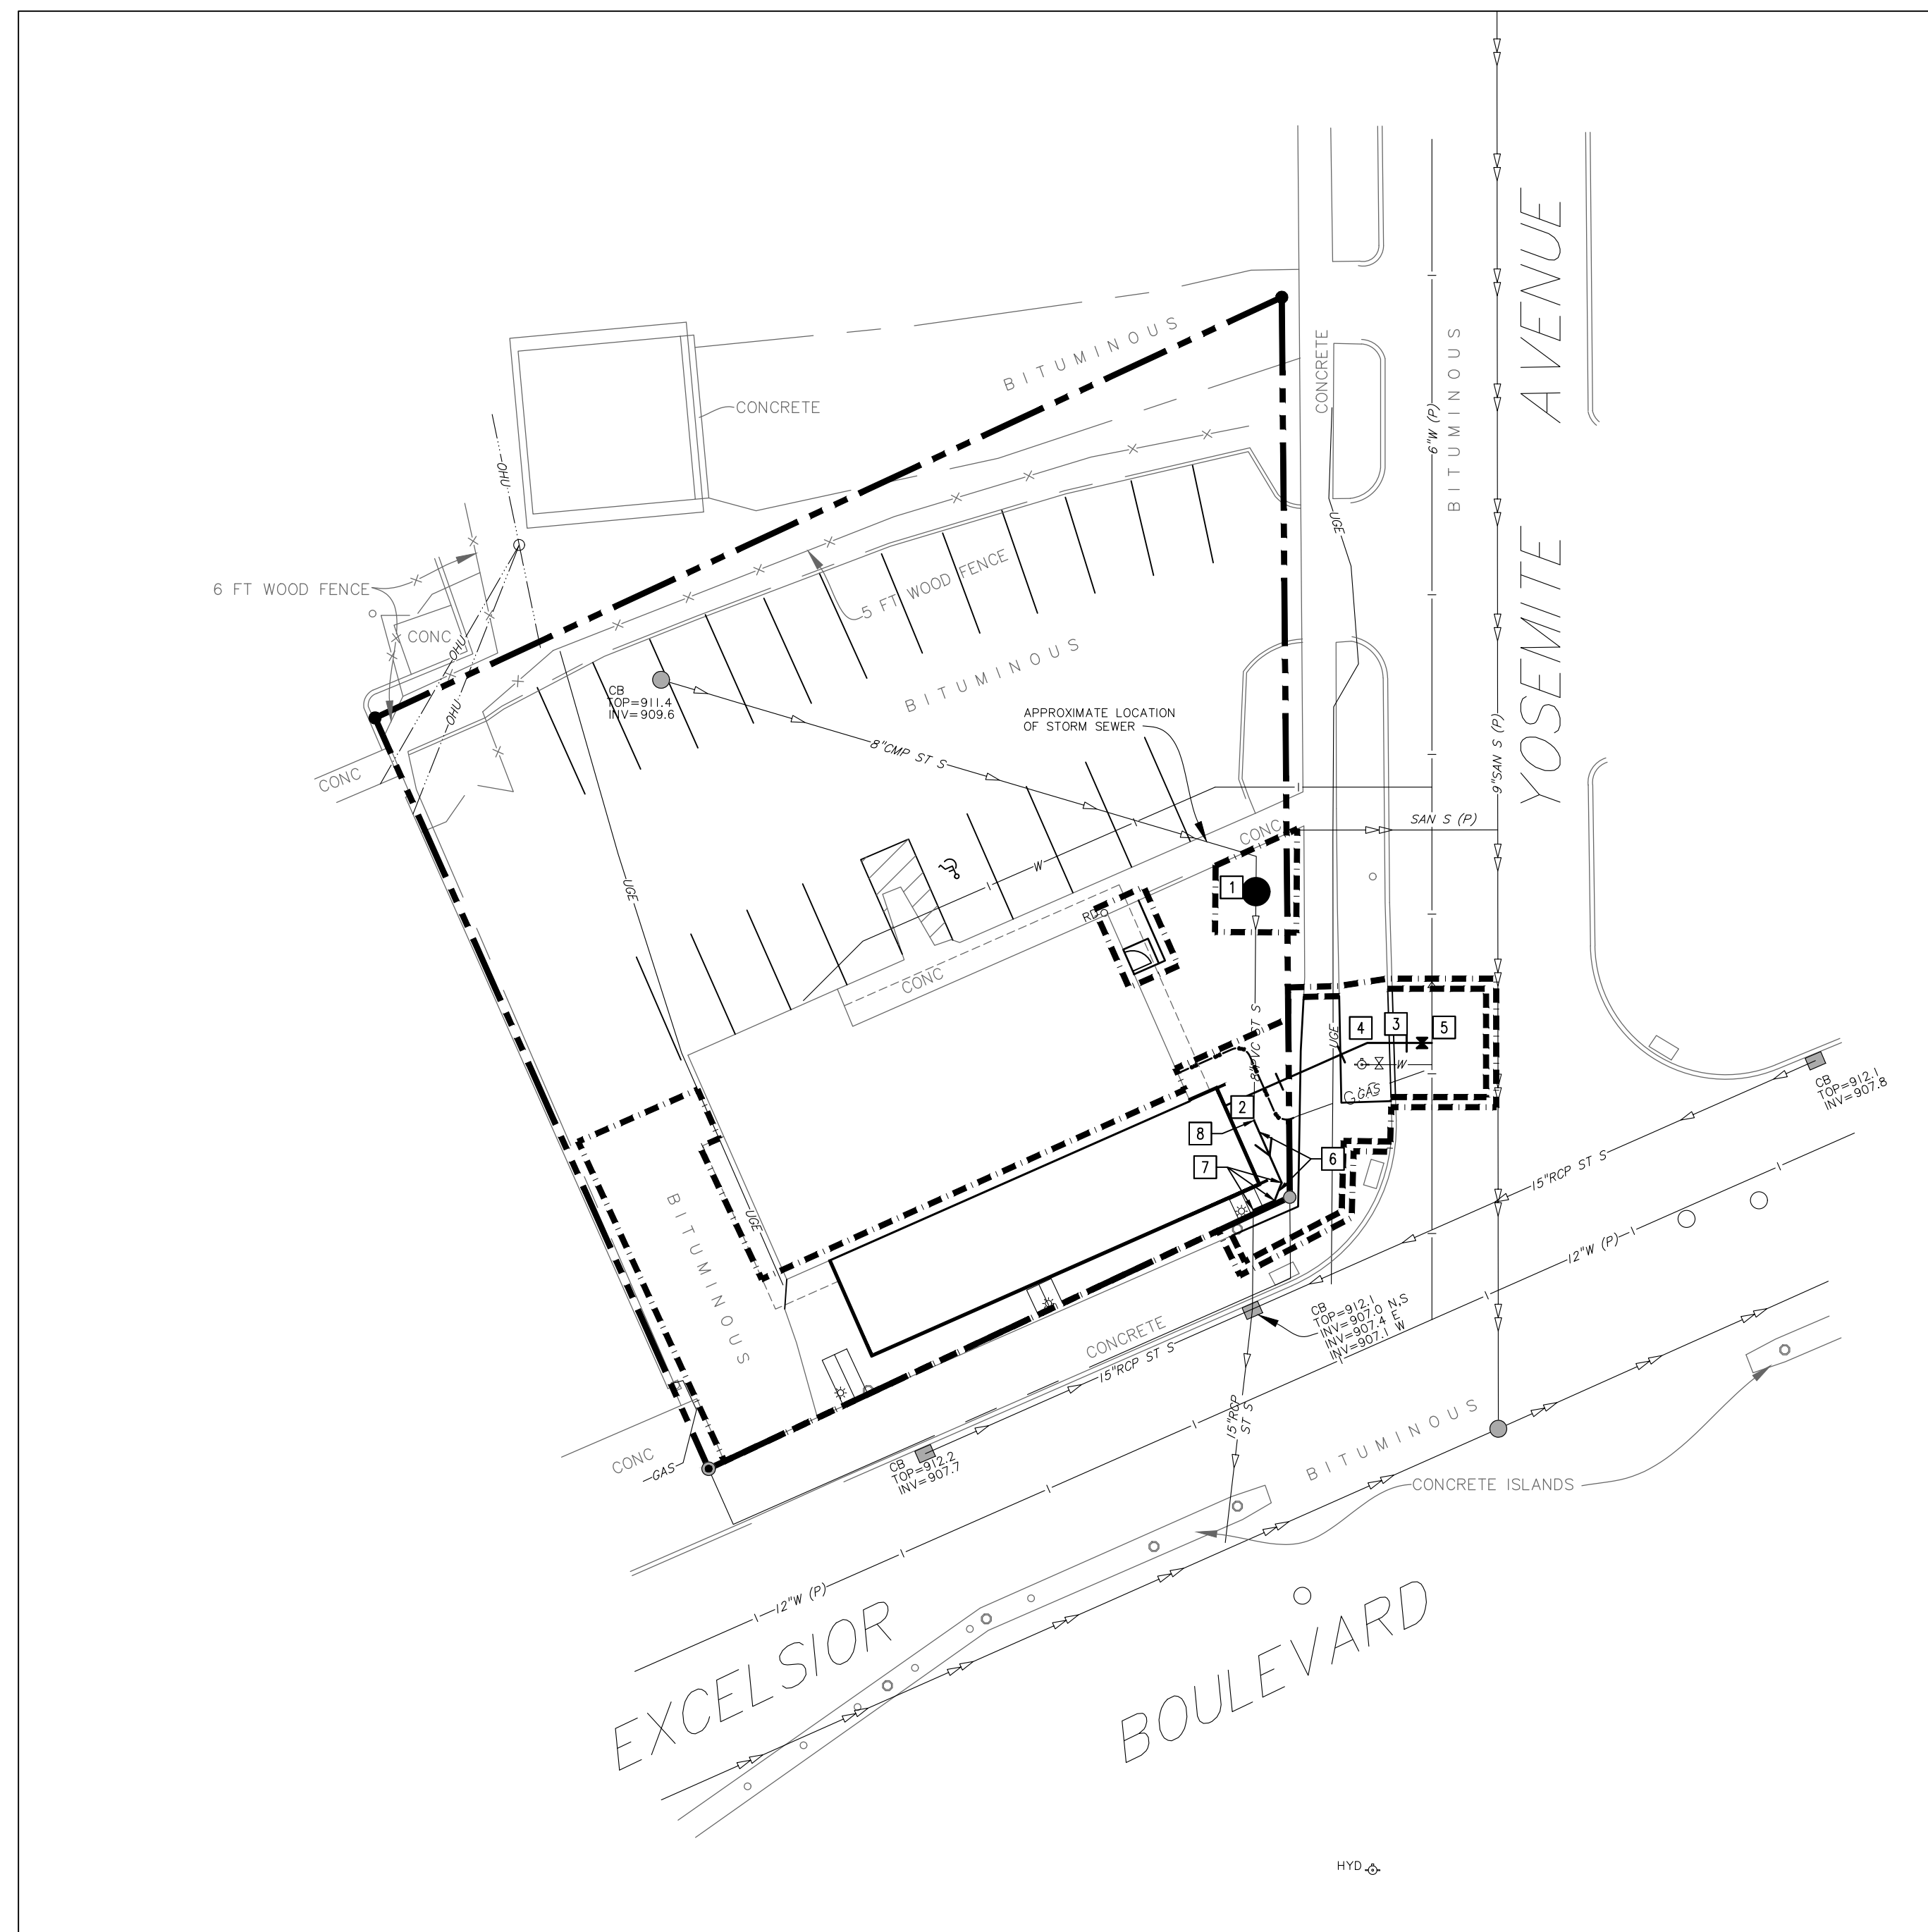 YOSEMITE AVENUE
BITUMINOUS
CONCRETE
BITUMINOUS
6"W (P)
CONCRETE
OHU
UGE
6 FT WOOD FENCE
5 FT WOOD FENCE
CONC
OHU
OHU
BITUMINOUS
CB
TOP=911.4
INV=909.6
APPROXIMATE LOCATION
OF STORM SEWER
8"CMP ST S
9"SAN S (P)
CONC
SAN S (P)
CONC
W
UGE
1
RD
CONC
8"PVC ST S
UGE
4
3
5
W
GAS
G
2
8
6
7
CB
TOP=912.1
INV=907.8
15"RCP ST S
UGE
BITUMINOUS
12"W (P)
CB
TOP=912.1
INV=907.0 N,S
INV=907.4 E
INV=907.1 W
CONCRETE
15"RCP ST S
15"RCP
ST S
CONC
GAS
CB
TOP=912.2
INV=907.7
BITUMINOUS
CONCRETE ISLANDS
12"W (P)
EXCELSIOR
BOULEVARD
HYD